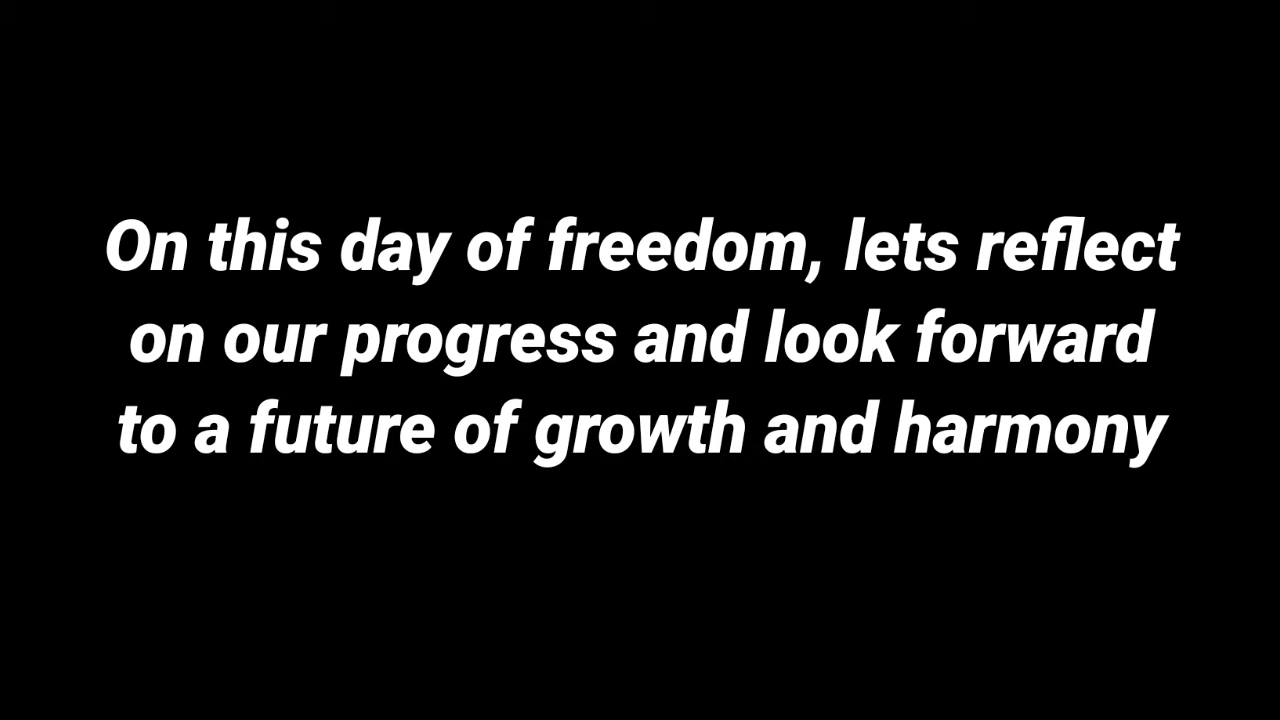 On this day of freedom, lets reflect
on our progress and look forward
to a future of growth and harmony